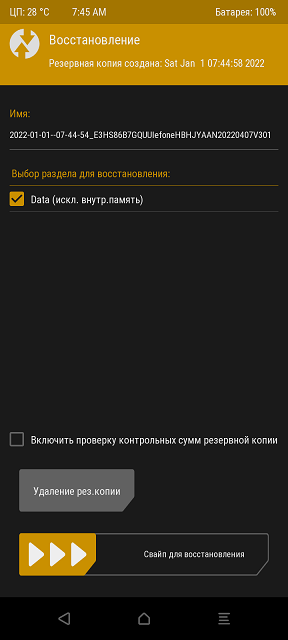 ЦП: 28 °C 7:45 AM Батарея: 100%
Восстановление
Резервная копия создана: Sat Jan 1 07:44:58 2022
Имя:
2022-01-01--07-44-54_E3HS86B7GQUUlefoneHBHJYAAN20220407V301
Выбор раздела для восстановления:
Data (искл. внутр.память)
Включить проверку контрольных сумм резервной копии
Удаление рез.копии
Свайп для восстановления